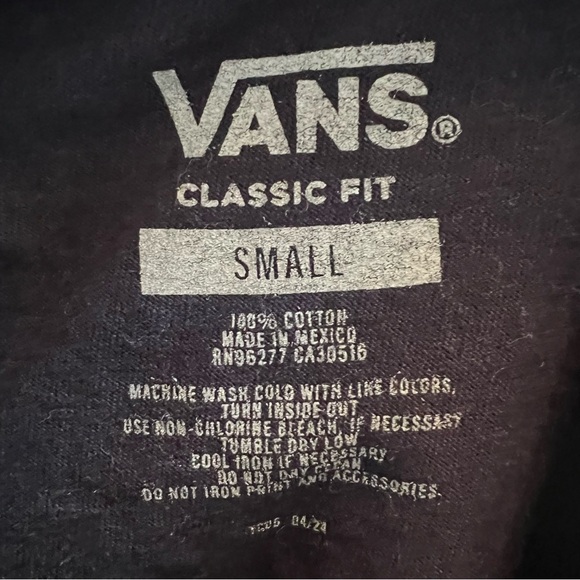 VANS®
CLASSIC FIT
SMALL
100% COTTON
MADE IN MEXICO
RN96277 CA30516
MACHINE WASH COLD WITH LIKE COLORS,
TURN INSIDE OUT
USE NON-CHLORINE BLEACH, IF NECESSARY
TUMBLE DRY LOW
COOL IRON IF NECESSARY
DO NOT DRY CLEAN
DO NOT IRON PRINT AND ACCESSORIES.
04/24